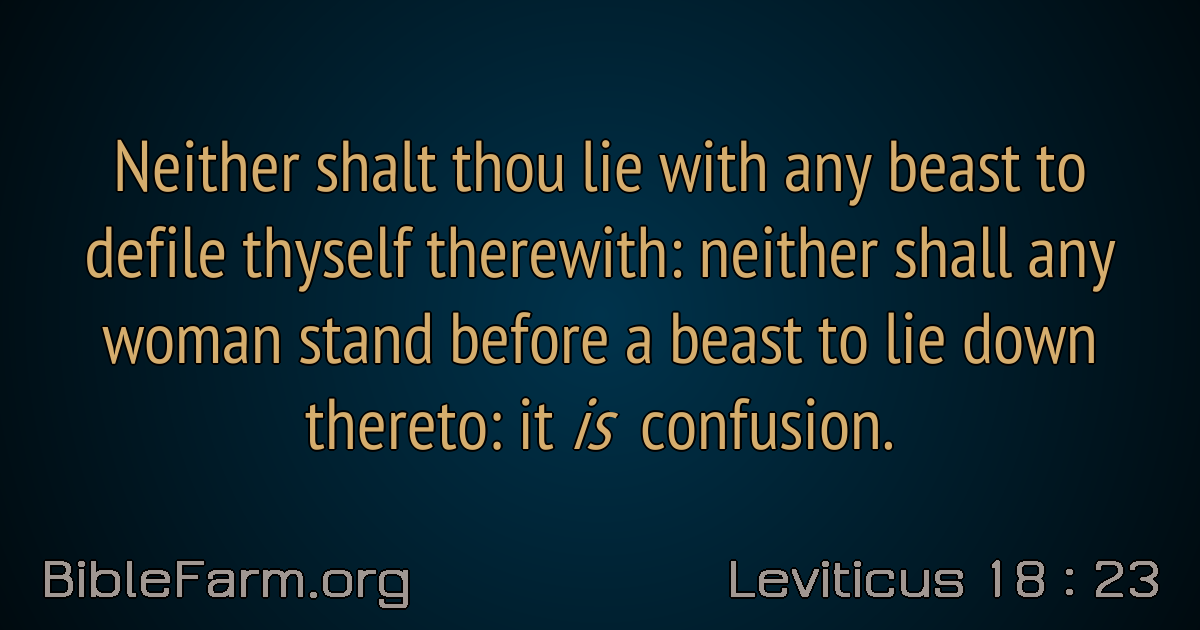 Neither shalt thou lie with any beast to
defile thyself therewith: neither shall any
woman stand before a beast to lie down
thereto: it is confusion.
BibleFarm.org
Leviticus 18 : 23